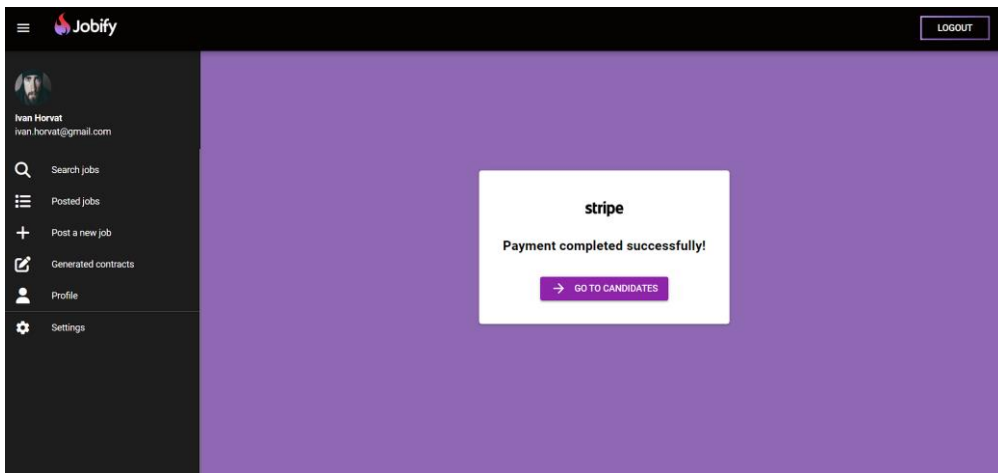 Jobify
LOGOUT
Ivan Horvat
ivan.horvat@gmail.com
Search jobs
Posted jobs
Post a new job
Generated contracts
Profile
Settings
stripe
Payment completed successfully!
GO TO CANDIDATES